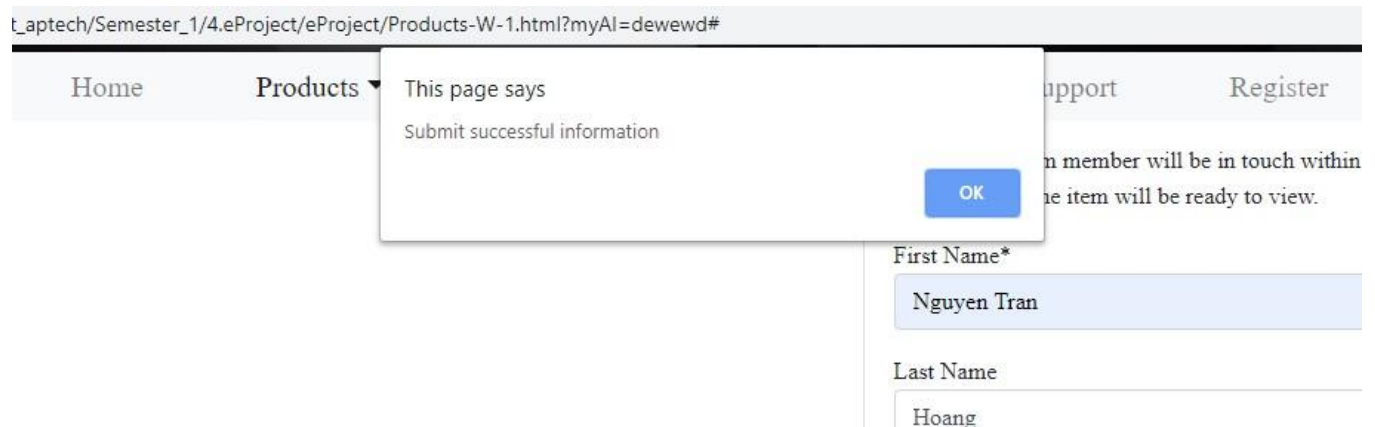 t_aptech/Semester_1/4.eProject/eProject/Products-W-1.html?myAI=dewewd#
Home Products This page says upport Register
Submit successful information
n member will be in touch within
OK
ne item will be ready to view.
First Name*
Nguyen Tran
Last Name
Hoang